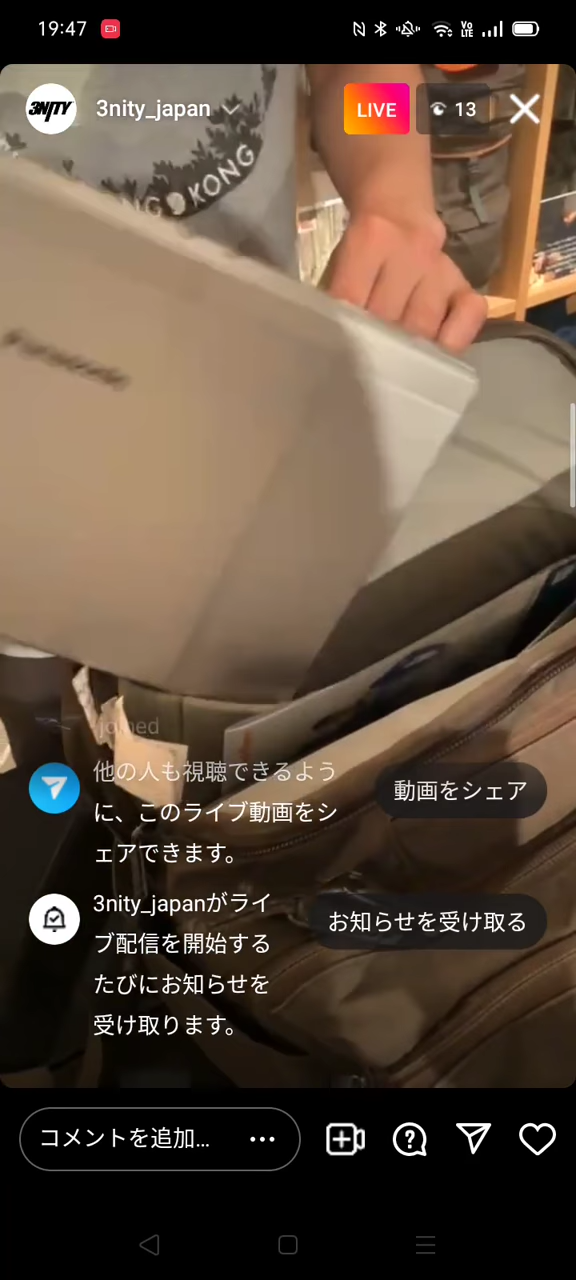 19:47
Vo LTE
3NITY
3nity_japan
LIVE
13
NG KONG
Panasonic
joined
他の人も視聴できるよう
に、このライブ動画をシ
ェアできます。
動画をシェア
3nity_japanがライ
ブ配信を開始する
たびにお知らせを
受け取ります。
お知らせを受け取る
コメントを追加...